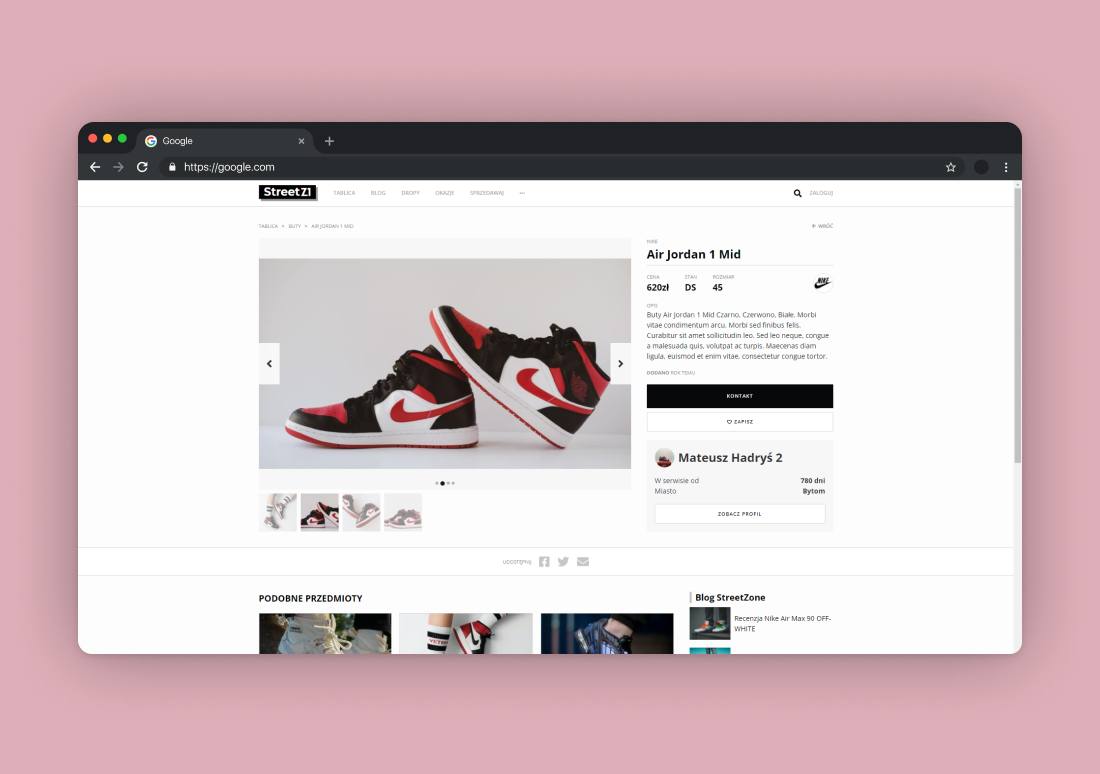 Google
https://google.com
StreetZ1
TABLICA BLOG DROPY OKAZJE SPRZEDAWAJ
ZALOGUJ
TABLICA > BUTY > AIR JORDAN 1 MID
WRÓĆ
NIKE
Air Jordan 1 Mid
CENA STAN ROZMIAR
620zł DS 45
NIKE
OPIS
Buty Air Jordan 1 Mid Czarno, Czerwono, Białe. Morbi
vitae condimentum arcu. Morbi sed finibus felis.
Curabitur sit amet sollicitudin leo. Sed leo neque, congue
a malesuada quis, volutpat ac turpis. Maecenas diam
ligula, euismod et enim vitae, consectetur congue tortor.
DODANO ROK TEMU
KONTAKT
ZAPISZ
Mateusz Hadryś 2
W serwisie od 780 dni
Miasto Bytom
ZOBACZ PROFIL
UDOSTĘPNIJ
PODOBNE PRZEDMIOTY
Blog StreetZone
Recenzja Nike Air Max 90 OFF-
WHITE